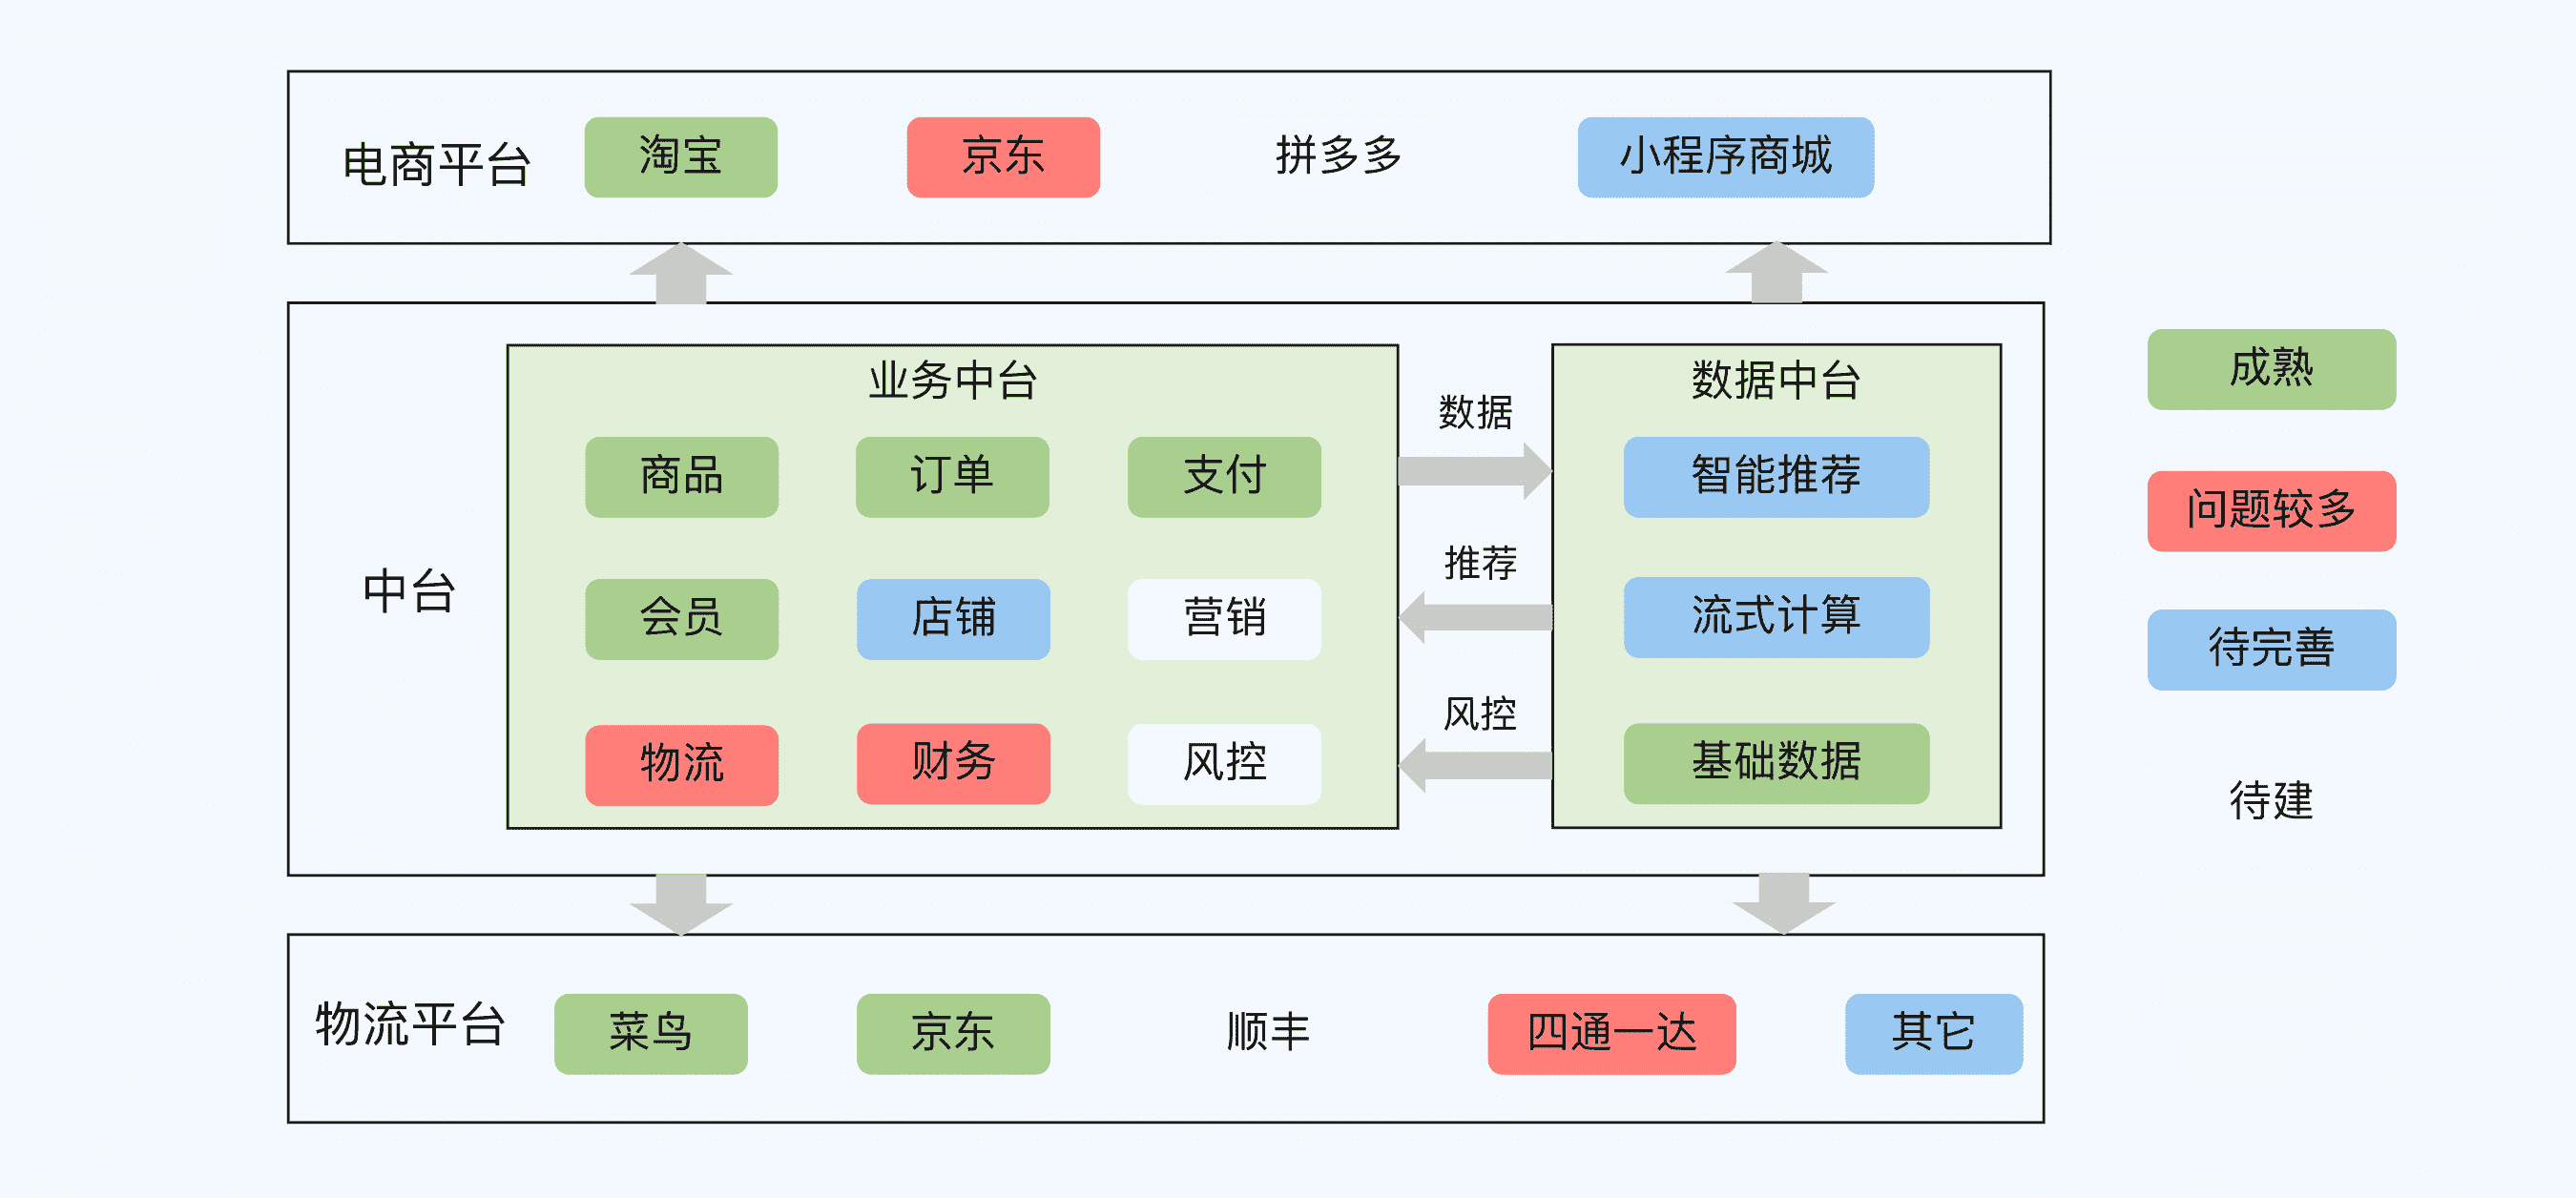 电商平台
淘宝
京东
拼多多
小程序商城
中台
业务中台
商品
订单
支付
会员
店铺
营销
物流
财务
风控
数据
推荐
风控
数据中台
智能推荐
流式计算
基础数据
物流平台
菜鸟
京东
顺丰
四通一达
其它
成熟
问题较多
待完善
待建